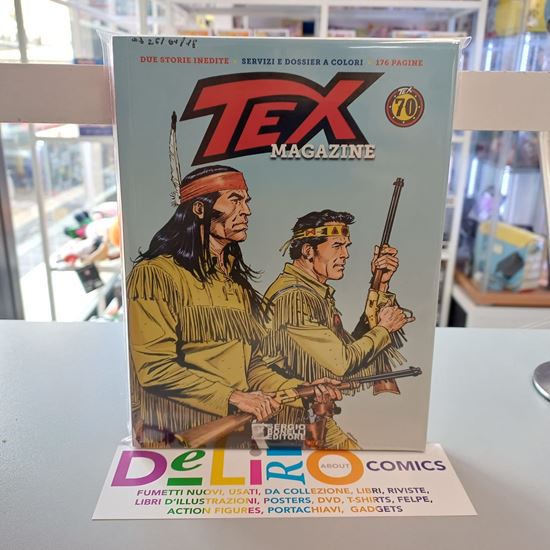 DUE STORIE INEDITE • SERVIZI E DOSSIER A COLORI • 176 PAGINE
TEX
MAGAZINE
TEX
70
SERGIO
BONELLI
EDITORE
DeLiRiO ABOUT COMICS
FUMETTI NUOVI, USATI, DA COLLEZIONE, LIBRI, RIVISTE,
LIBRI D'ILLUSTRAZIONI, POSTERS, DVD, T-SHIRTS, FELPE,
ACTION FIGURES, PORTACHIAVI, GADGETS